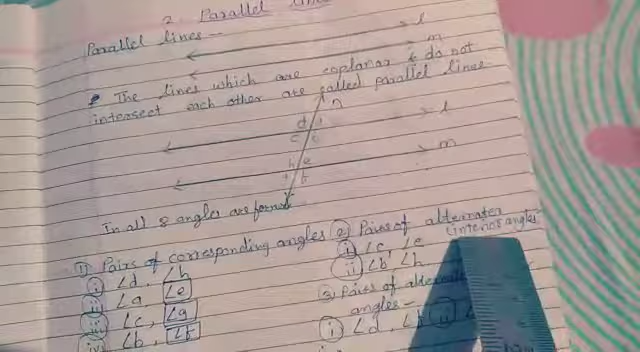 2. Parallel lines
Parallel lines -
l
m
The lines which are coplanar & do not
intersect each other are called parallel lines
n
d
l
c
m
h e
In all 8 angles are formed
① Pairs of corresponding angles
i ∠d, ∠h
ii ∠a, ∠e
iii ∠c, ∠g
iv ∠b, ∠f
② Pairs of alternate
(interior angles
i ∠c, ∠e
ii ∠b, ∠h
③ Pairs of
angles -
i ∠d,